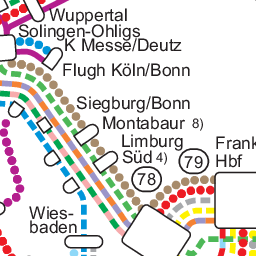 Wuppertal
Solingen-Ohligs
K Messe/Deutz
Flugh Köln/Bonn
Siegburg/Bonn
Montabaur 8)
Limburg
Süd 4)
79
Frank
Hbf
78
Wies-
baden